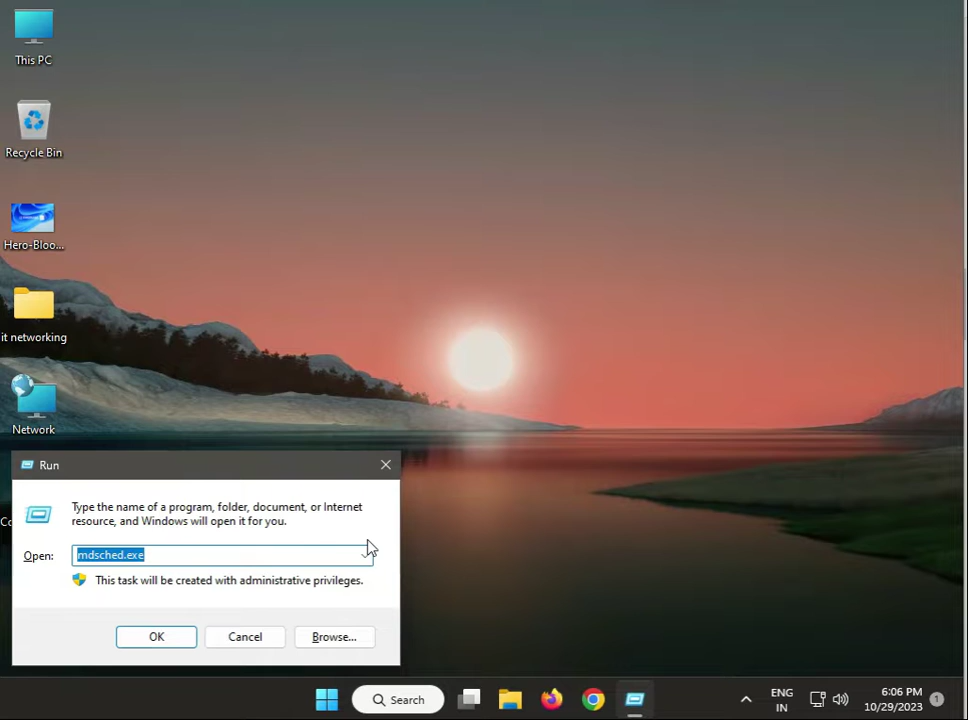 This PC
Recycle Bin
Hero-Bloo...
it networking
Network
Run
Type the name of a program, folder, document, or Internet
resource, and Windows will open it for you.
Open:
mdsched.exe
This task will be created with administrative privileges.
OK
Cancel
Browse...
Search
ENG
IN
6:06 PM
10/29/2023
1